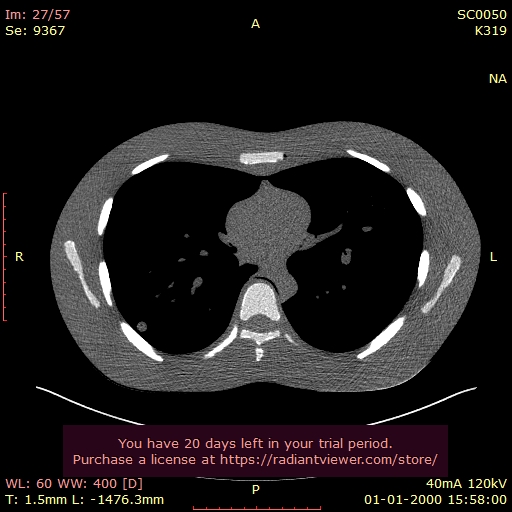 Im: 27/57
Se: 9367
A
SC0050
K319
NA
R
L
You have 20 days left in your trial period.
Purchase a license at https://radiantviewer.com/store/
WL: 60 WW: 400 [D]
T: 1.5mm L: -1476.3mm
P
40mA 120kV
01-01-2000 15:58:00